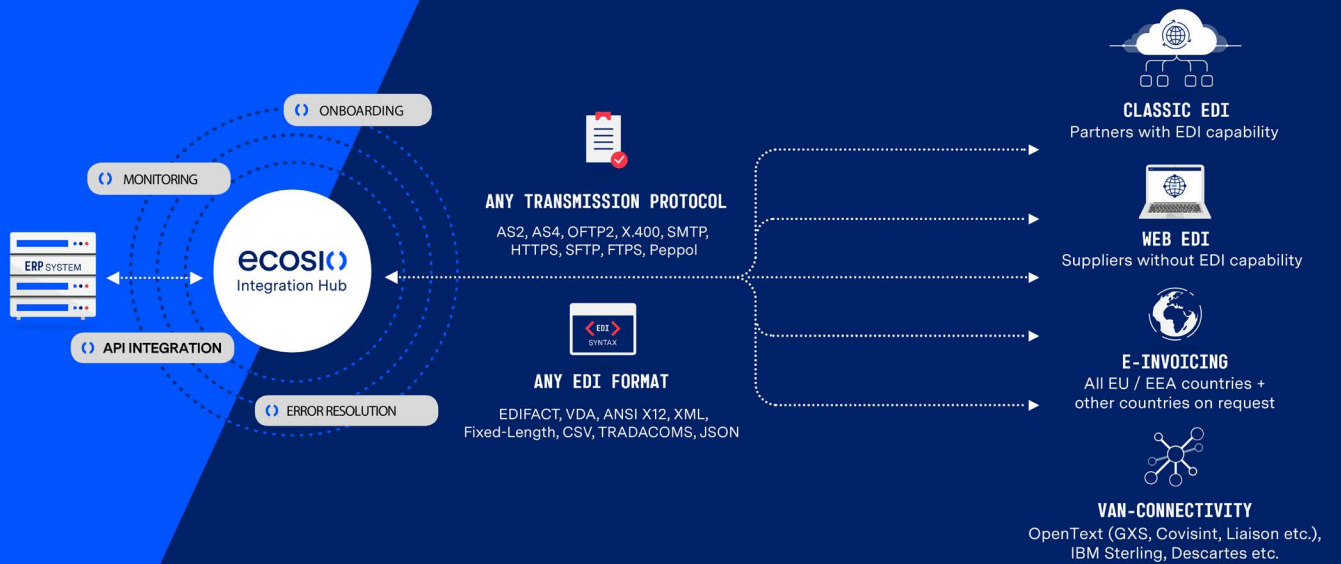 ONBOARDING
MONITORING
ERP SYSTEM
ecosio
Integration Hub
API INTEGRATION
ERROR RESOLUTION
ANY TRANSMISSION PROTOCOL
AS2, AS4, OFTP2, X.400, SMTP,
HTTPS, SFTP, FTPS, Peppol
<EDI>
SYNTAX
ANY EDI FORMAT
EDIFACT, VDA, ANSI X12, XML,
Fixed-Length, CSV, TRADACOMS, JSON
CLASSIC EDI
Partners with EDI capability
WEB EDI
Suppliers without EDI capability
E-INVOICING
All EU / EEA countries +
other countries on request
VAN-CONNECTIVITY
OpenText (GXS, Covisint, Liaison etc.),
IBM Sterling, Descartes etc.